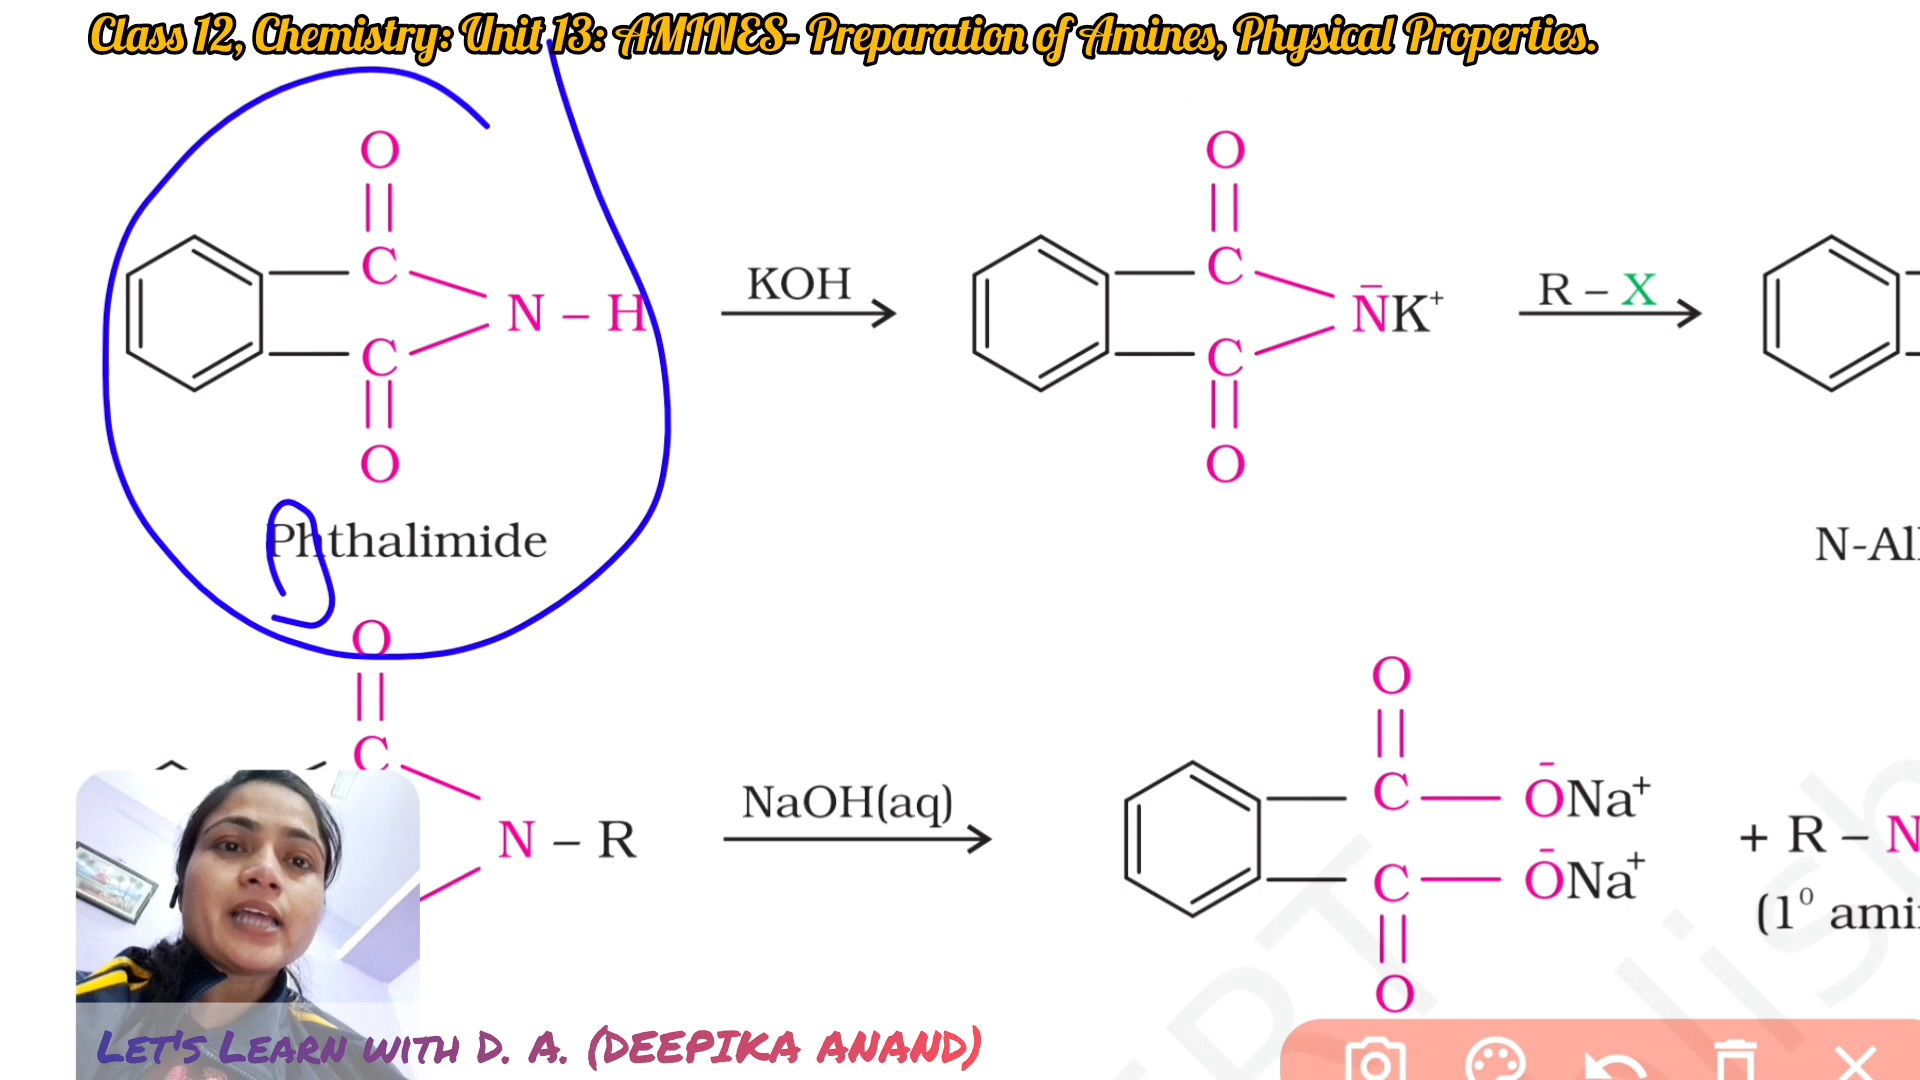 Class 12, Chemistry: Unit 13: AMINES- Preparation of Amines, Physical Properties.
O O
C C
N – H KOH N̄K⁺ R – X
C C
O O
Phthalimide N-Al
O O
C C — ŌNa⁺
N – R NaOH(aq) + R – N
C — ŌNa⁺
(1⁰ ami
O
LET'S LEARN WITH D. A. (DEEPIKA ANAND)